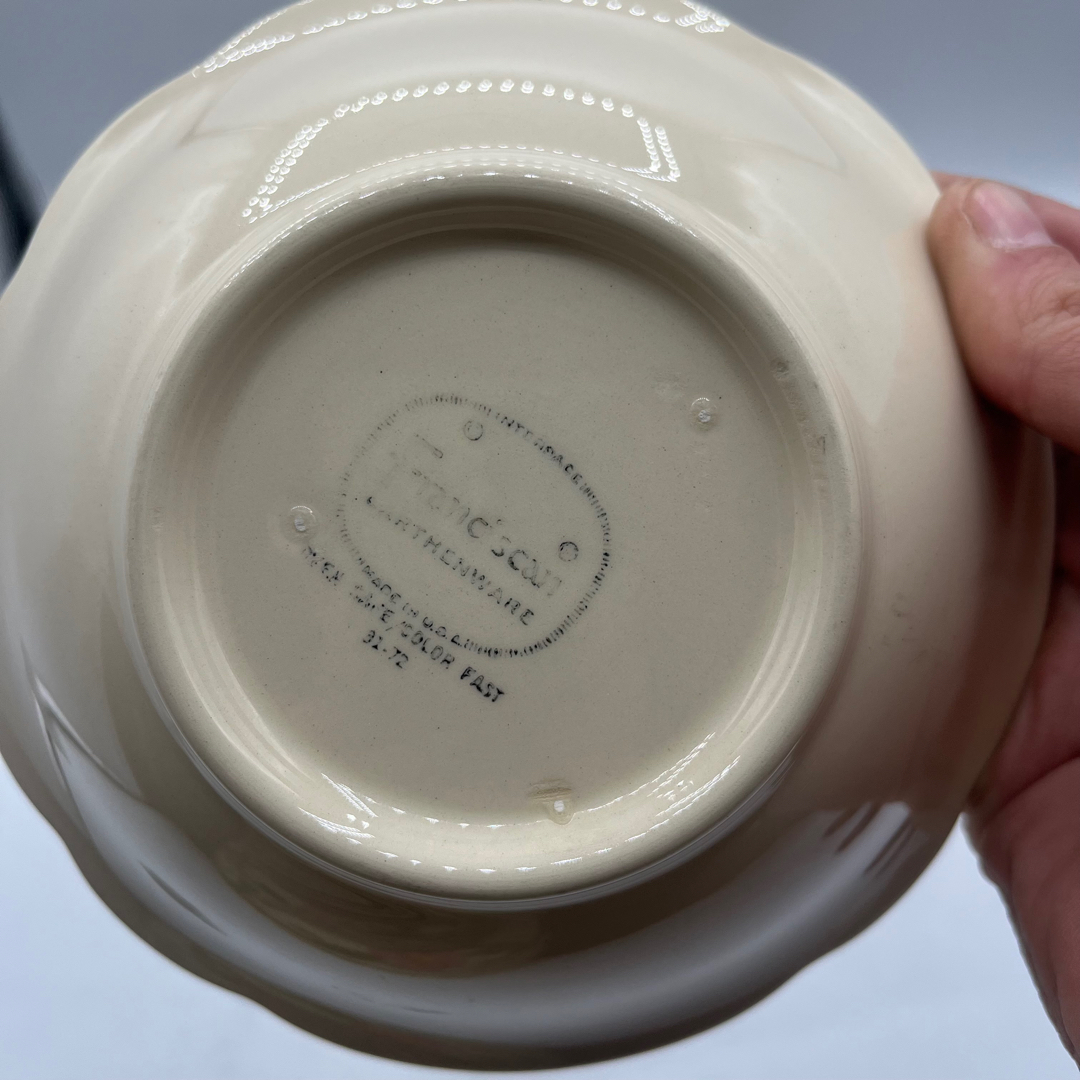 INTERPACE
©
Franciscan
©
EARTHENWARE
MADE IN U.S.A.
OVEN SAFE/COLOR FAST
31-72